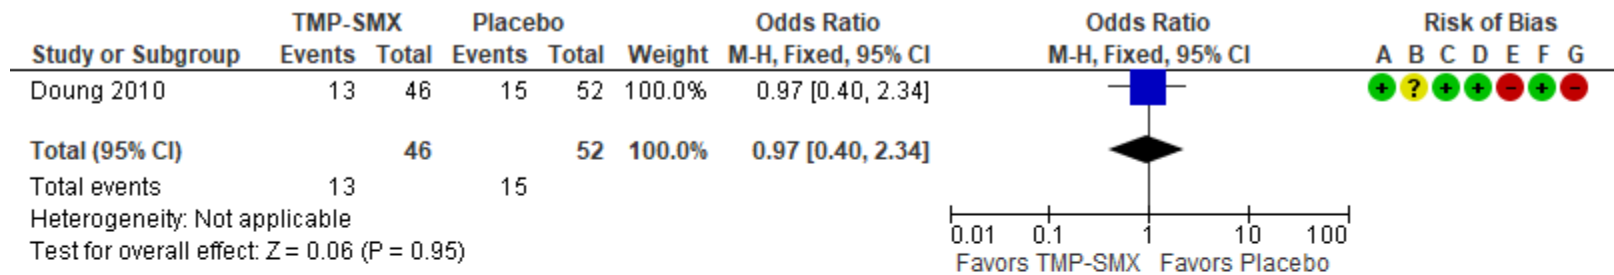 TMP-SMX Placebo Odds Ratio Odds Ratio Risk of Bias
Study or Subgroup Events Total Events Total Weight M-H, Fixed, 95% CI M-H, Fixed, 95% CI A B C D E F G
Doung 2010 13 46 15 52 100.0% 0.97 [0.40, 2.34] + ? + + - + -
Total (95% CI) 46 52 100.0% 0.97 [0.40, 2.34]
Total events 13 15
Heterogeneity: Not applicable
Test for overall effect: Z = 0.06 (P = 0.95)
0.01 0.1 1 10 100
Favors TMP-SMX Favors Placebo